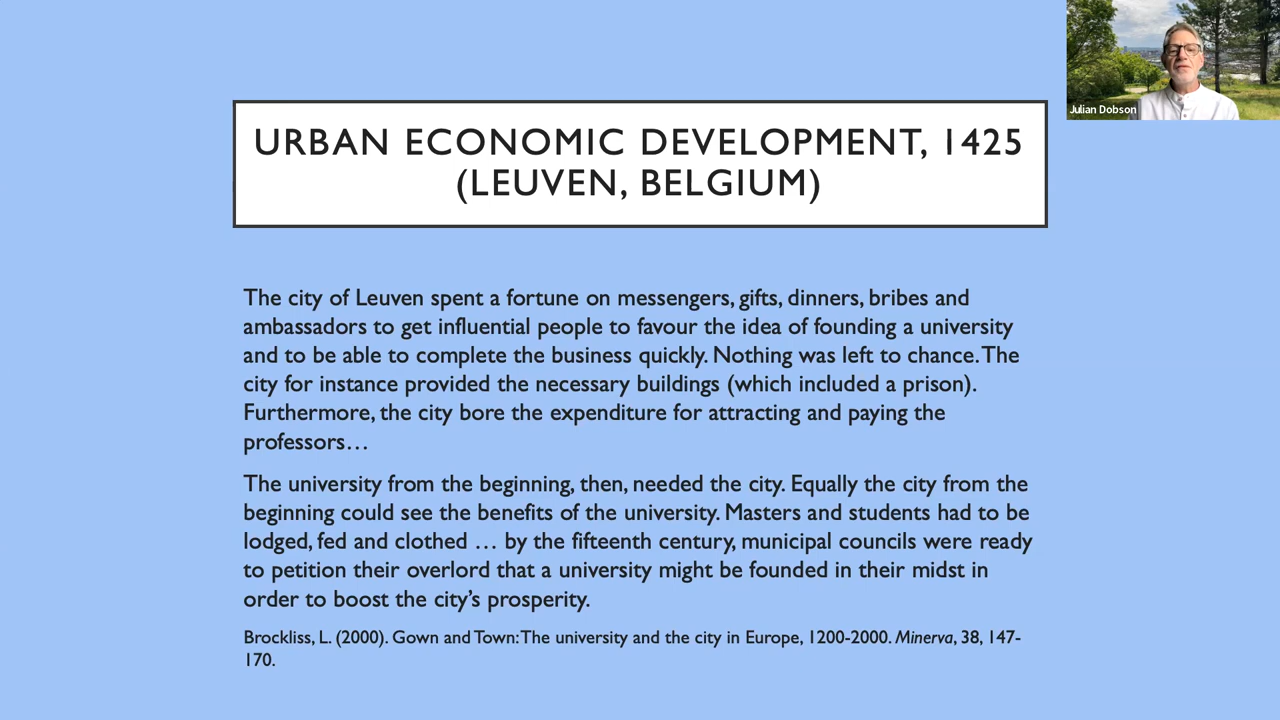 Julian Dobson
URBAN ECONOMIC DEVELOPMENT, 1425
(LEUVEN, BELGIUM)
The city of Leuven spent a fortune on messengers, gifts, dinners, bribes and
ambassadors to get influential people to favour the idea of founding a university
and to be able to complete the business quickly. Nothing was left to chance. The
city for instance provided the necessary buildings (which included a prison).
Furthermore, the city bore the expenditure for attracting and paying the
professors…
The university from the beginning, then, needed the city. Equally the city from the
beginning could see the benefits of the university. Masters and students had to be
lodged, fed and clothed … by the fifteenth century, municipal councils were ready
to petition their overlord that a university might be founded in their midst in
order to boost the city’s prosperity.
Brockliss, L. (2000). Gown and Town: The university and the city in Europe, 1200-2000. Minerva, 38, 147-
170.